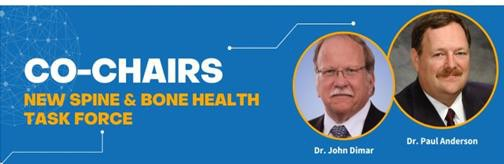 CO-CHAIRS
NEW SPINE & BONE HEALTH
TASK FORCE
Dr. John Dimar
Dr. Paul Anderson